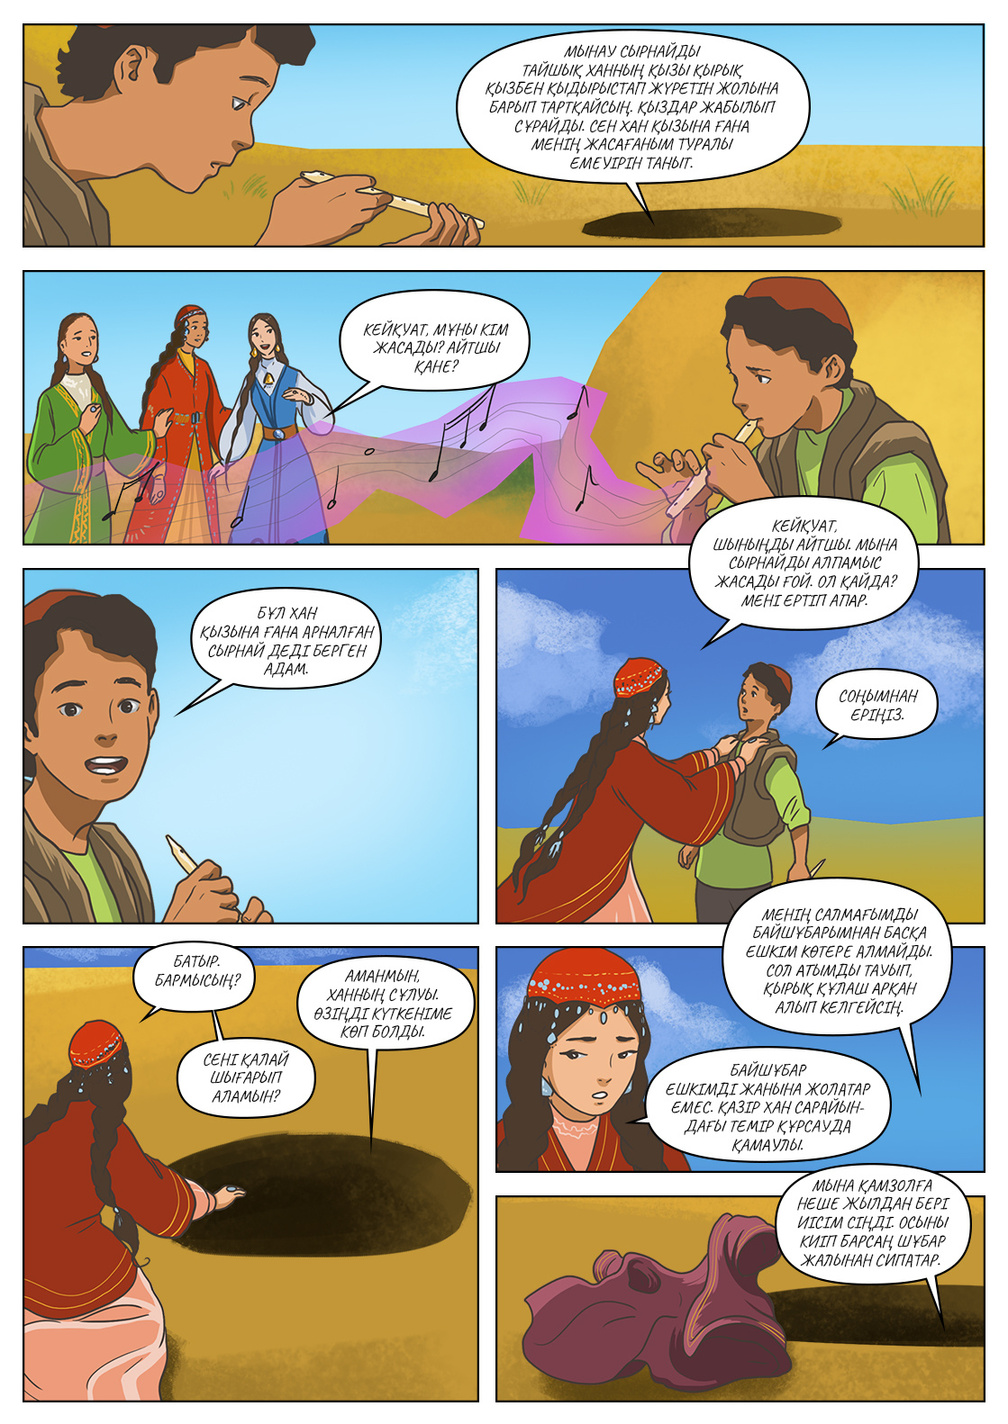 МЫНАУ СЫРНАЙДЫ
ТАЙШЫҚ ХАННЫҢ ҚЫЗЫ ҚЫРЫҚ
ҚЫЗБЕН ҚЫДЫРЫСТАП ЖҮРЕТІН ЖОЛЫНА
БАРЫП ТАРТҚАЙСЫҢ. ҚЫЗДАР ЖАБЫЛЫП
СҰРАЙДЫ. СЕН ХАН ҚЫЗЫНА ҒАНА
МЕНІҢ ЖАСАҒАНЫМ ТУРАЛЫ
ЕМЕУІРІН ТАНЫТ.
КЕЙҚУАТ, МҰНЫ КІМ
ЖАСАДЫ? АЙТШЫ
ҚАНЕ?
БҰЛ ХАН
ҚЫЗЫНА ҒАНА АРНАЛҒАН
СЫРНАЙ ДЕДІ БЕРГЕН
АДАМ.
КЕЙҚУАТ,
ШЫНЫҢДЫ АЙТШЫ. МЫНА
СЫРНАЙДЫ АЛПАМЫС
ЖАСАДЫ ҒОЙ. ОЛ ҚАЙДА?
МЕНІ ЕРТІП АПАР.
СОҢЫМНАН
ЕРІҢІЗ.
БАТЫР.
БАРМЫСЫҢ?
АМАНМЫН,
ХАННЫҢ СҰЛУЫ.
ӨЗІҢДІ КҮТКЕНІМЕ
КӨП БОЛДЫ.
СЕНІ ҚАЛАЙ
ШЫҒАРЫП
АЛАМЫН?
МЕНІҢ САЛМАҒЫМДЫ
БАЙШҰБАРЫМНАН БАСҚА
ЕШКІМ КӨТЕРЕ АЛМАЙДЫ.
СОЛ АТЫМДЫ ТАУЫП,
ҚЫРЫҚ ҚҰЛАШ АРҚАН
АЛЫП КЕЛГЕЙСІҢ.
БАЙШҰБАР
ЕШКІМДІ ЖАНЫНА ЖОЛАТАР
ЕМЕС. ҚАЗІР ХАН САРАЙЫН-
ДАҒЫ ТЕМІР ҚҰРСАУДА
ҚАМАУЛЫ.
МЫНА ҚАМЗОЛҒА
НЕШЕ ЖЫЛДАН БЕРІ
ИІСІМ СІҢДІ. ОСЫНЫ
КИІП БАРСАҢ ШҰБАР
ЖАЛЫНАН СИПАТАР.